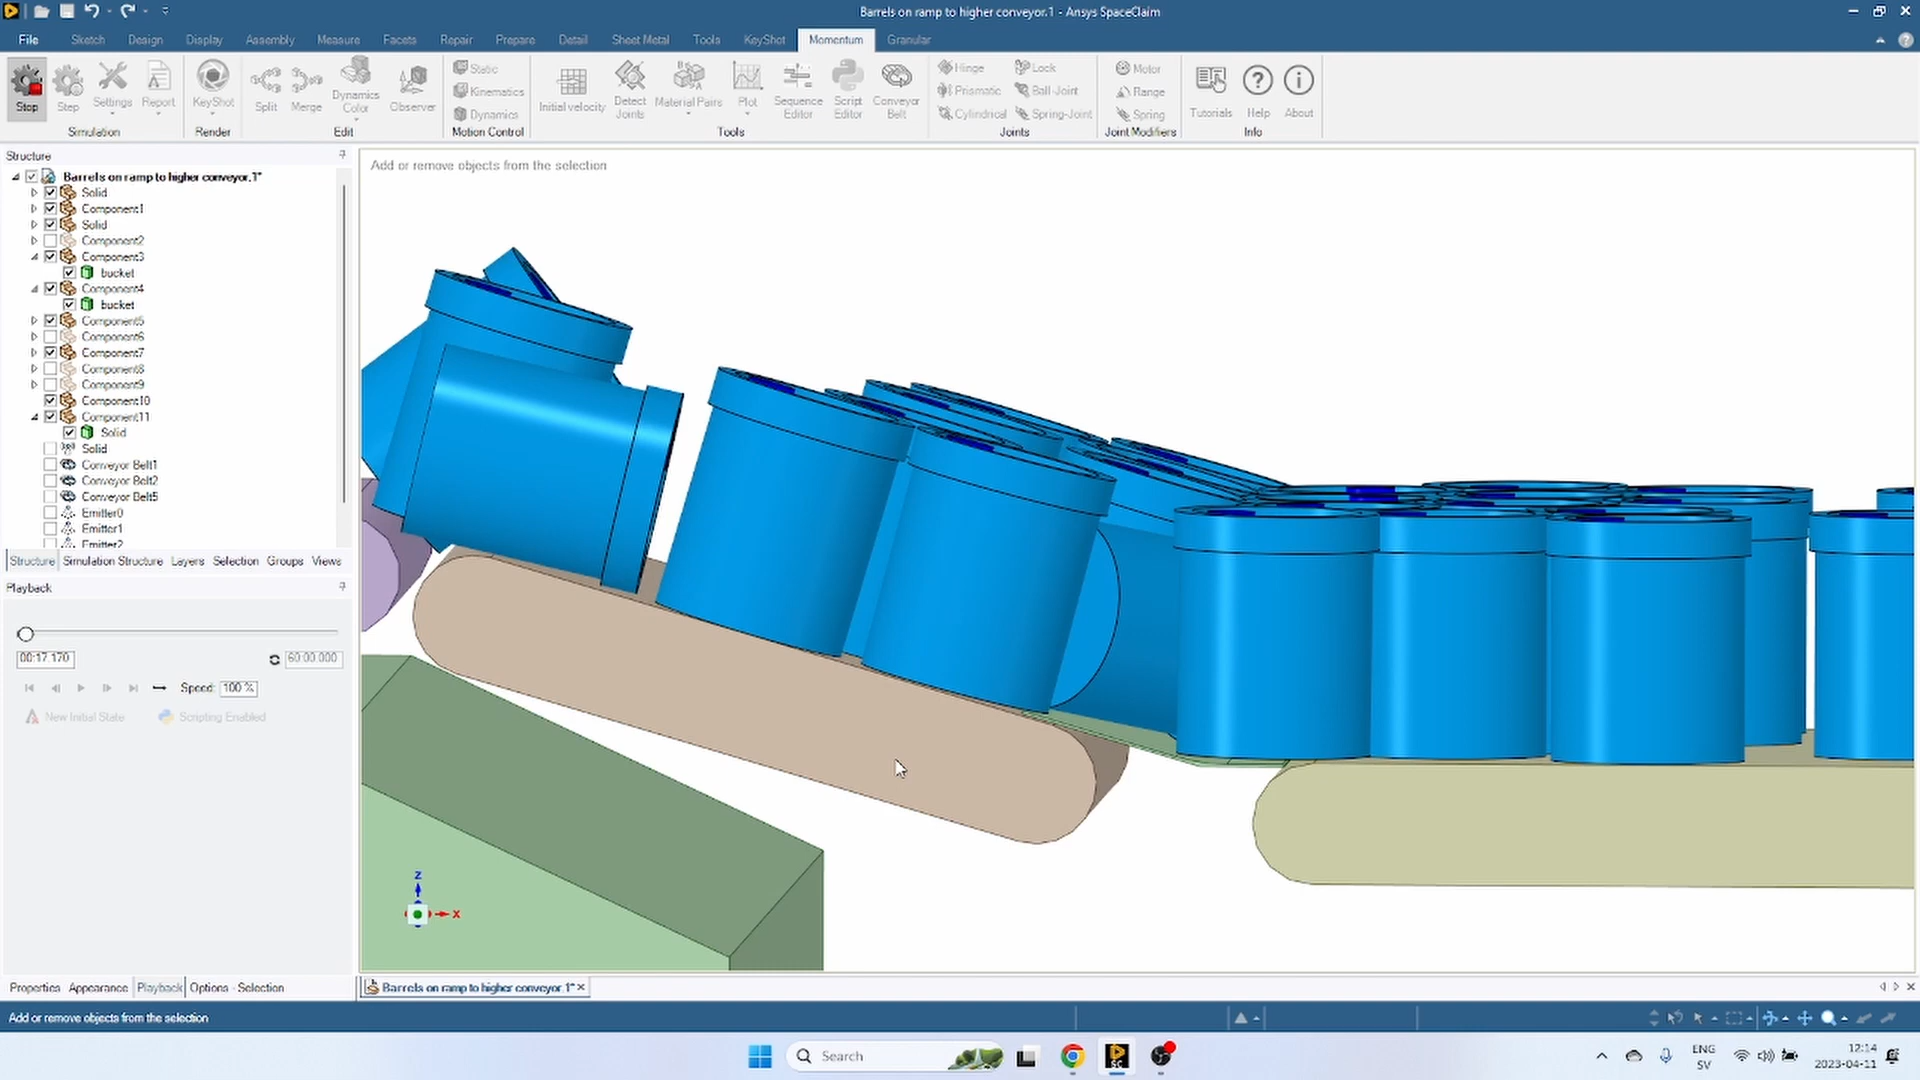 Barrels on ramp to higher conveyor.1 - Ansys SpaceClaim
File Sketch Design Display Assembly Measure Facets Repair Prepare Detail Sheet Metal Tools KeyShot Momentum Granular
Stop Step Settings Report
Simulation
KeyShot
Render
Split Merge Dynamics Color Observer
Edit
Static
Kinematics
Dynamics
Motion Control
Initial velocity Detect Joints Material Pairs Plot Sequence Editor Script Editor Conveyor Belt
Tools
Hinge Lock
Prismatic Ball-Joint
Cylindrical Spring-Joint
Joints
Motor
Range
Spring
Joint Modifiers
Tutorials Help About
Info
Structure
Barrels on ramp to higher conveyor.1*
Solid
Component1
Solid
Component2
Component3
bucket
Component4
bucket
Component5
Component6
Component7
Component8
Component9
Component10
Component11
Solid
Solid
Conveyor Belt1
Conveyor Belt2
Conveyor Belt5
Emitter0
Emitter1
Emitter2
Structure Simulation Structure Layers Selection Groups Views
Playback
00:17.170 60:00.000
Speed: 100 %
New Initial State Scripting Enabled
Properties Appearance Playback Options - Selection
Add or remove objects from the selection
Z
X
Barrels on ramp to higher conveyor.1*
Add or remove objects from the selection
Search
SC
ENG
SV
12:14
2023-04-11